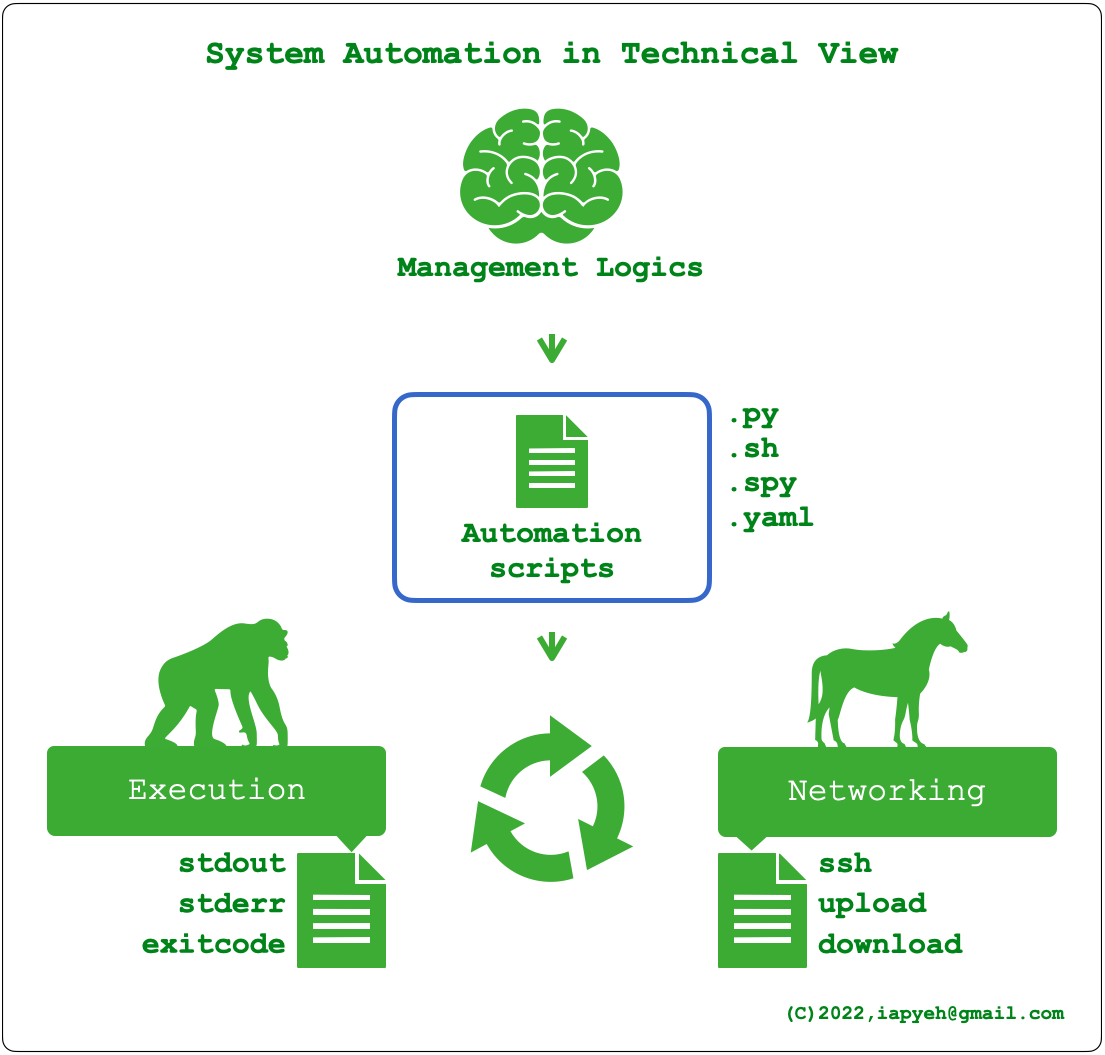 System Automation in Technical View
Management Logics
.py
.sh
.spy
.yaml
Automation
scripts
Execution
Networking
stdout
stderr
exitcode
ssh
upload
download
(C)2022,iapyeh@gmail.com